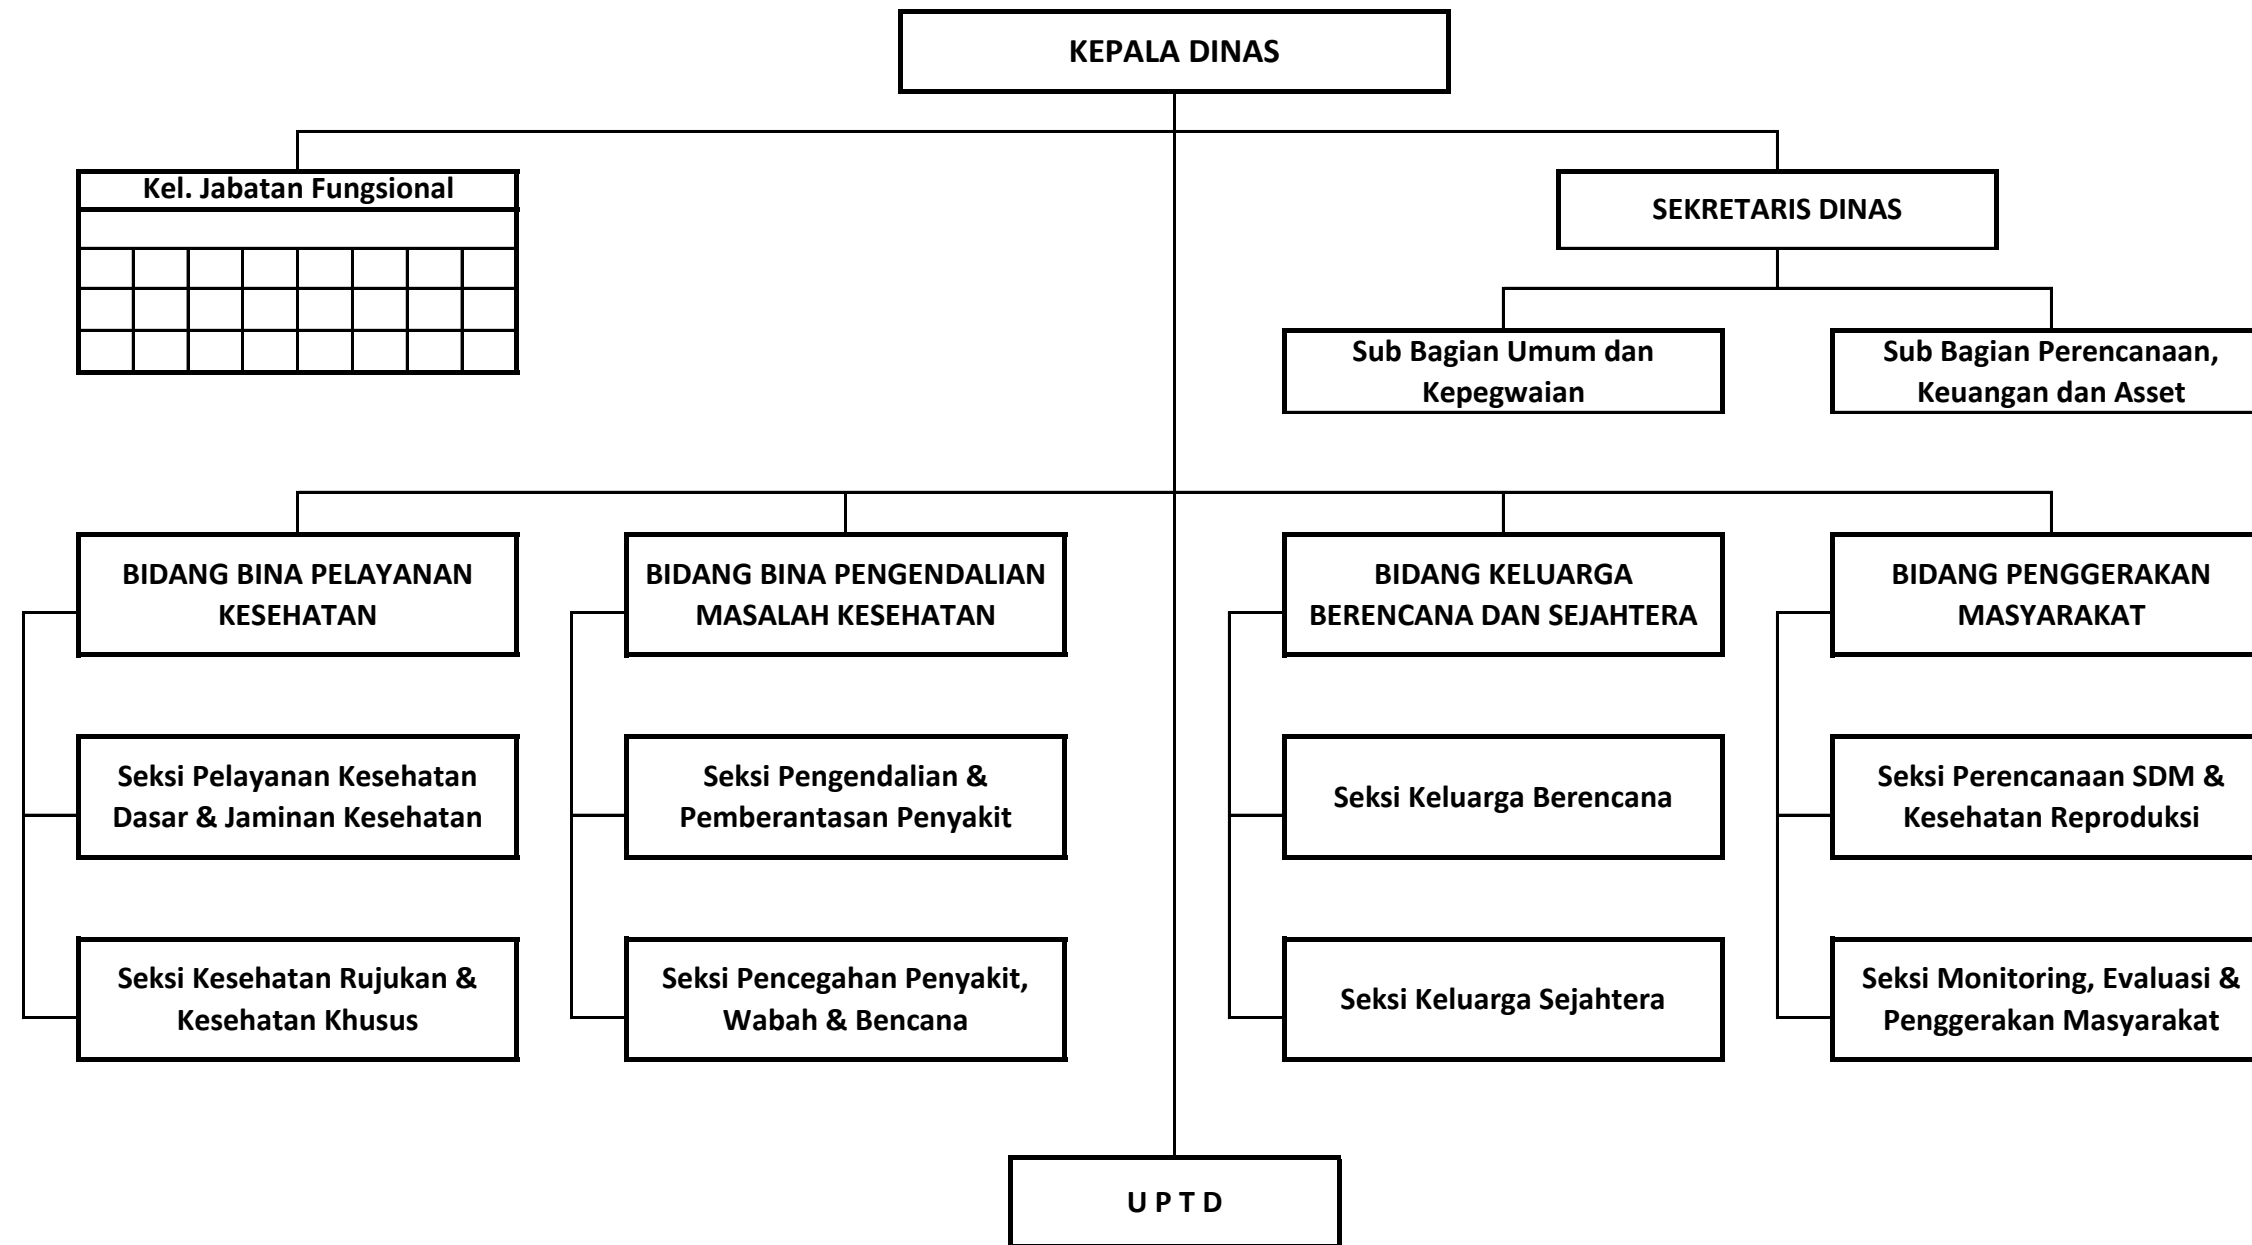 KEPALA DINAS
Kel. Jabatan Fungsional
SEKRETARIS DINAS
Sub Bagian Umum dan
Kepegwaian
Sub Bagian Perencanaan,
Keuangan dan Asset
BIDANG BINA PELAYANAN
KESEHATAN
BIDANG BINA PENGENDALIAN
MASALAH KESEHATAN
BIDANG KELUARGA
BERENCANA DAN SEJAHTERA
BIDANG PENGGERAKAN
MASYARAKAT
Seksi Pelayanan Kesehatan
Dasar & Jaminan Kesehatan
Seksi Pengendalian &
Pemberantasan Penyakit
Seksi Keluarga Berencana
Seksi Perencanaan SDM &
Kesehatan Reproduksi
Seksi Kesehatan Rujukan &
Kesehatan Khusus
Seksi Pencegahan Penyakit,
Wabah & Bencana
Seksi Keluarga Sejahtera
Seksi Monitoring, Evaluasi &
Penggerakan Masyarakat
U P T D